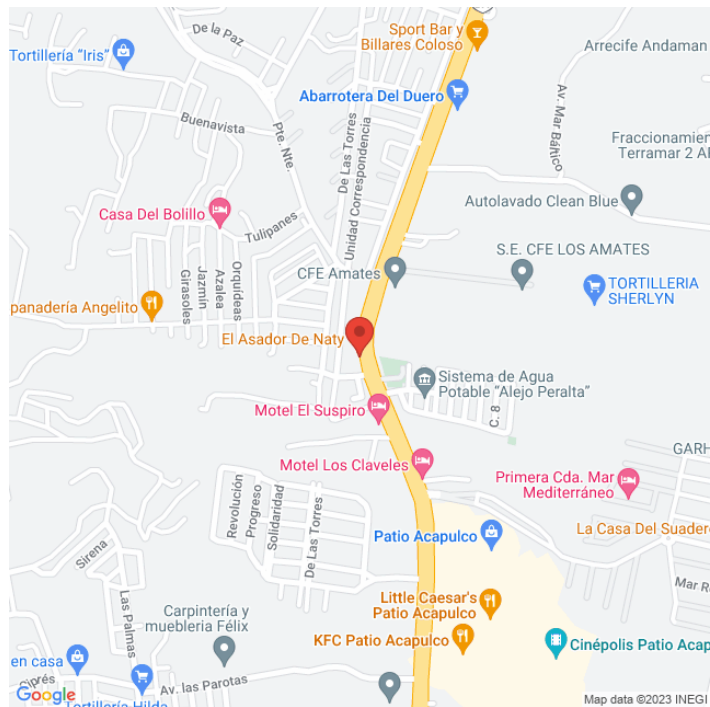 Sport Bar y
Billares Coloso
De la Paz
Arrecife Andaman
Tortillería "Iris"
Av. Mar Báltico
Abarrotera Del Duero
Buenavista
Pte. Nte.
De Las Torres
Unidad Correspondencia
Fraccionamien
Terramar 2 A
Casa Del Bolillo
Autolavado Clean Blue
Tulipanes
S.E. CFE LOS AMATES
CFE Amates
Orquídeas
Azalea
Jazmín
Girasoles
TORTILLERIA
SHERLYN
panadería Angelito
El Asador De Naty
Sistema de Agua
Potable “Alejo Peralta”
C. 8
Motel El Suspiro
GARH
Motel Los Claveles
Primera Cda. Mar
Mediterráneo
Revolución
Progreso
Solidaridad
De Las Torres
La Casa Del Suadero
Patio Acapulco
Sirena
Mar R
Las Palmas
Little Caesar's
Patio Acapulco
Carpintería y
muebleria Félix
KFC Patio Acapulco
Cinépolis Patio Acap
en casa
Ciprés
Av. las Parotas
Google
Tortillería Hilda
Map data ©2023 INEGI